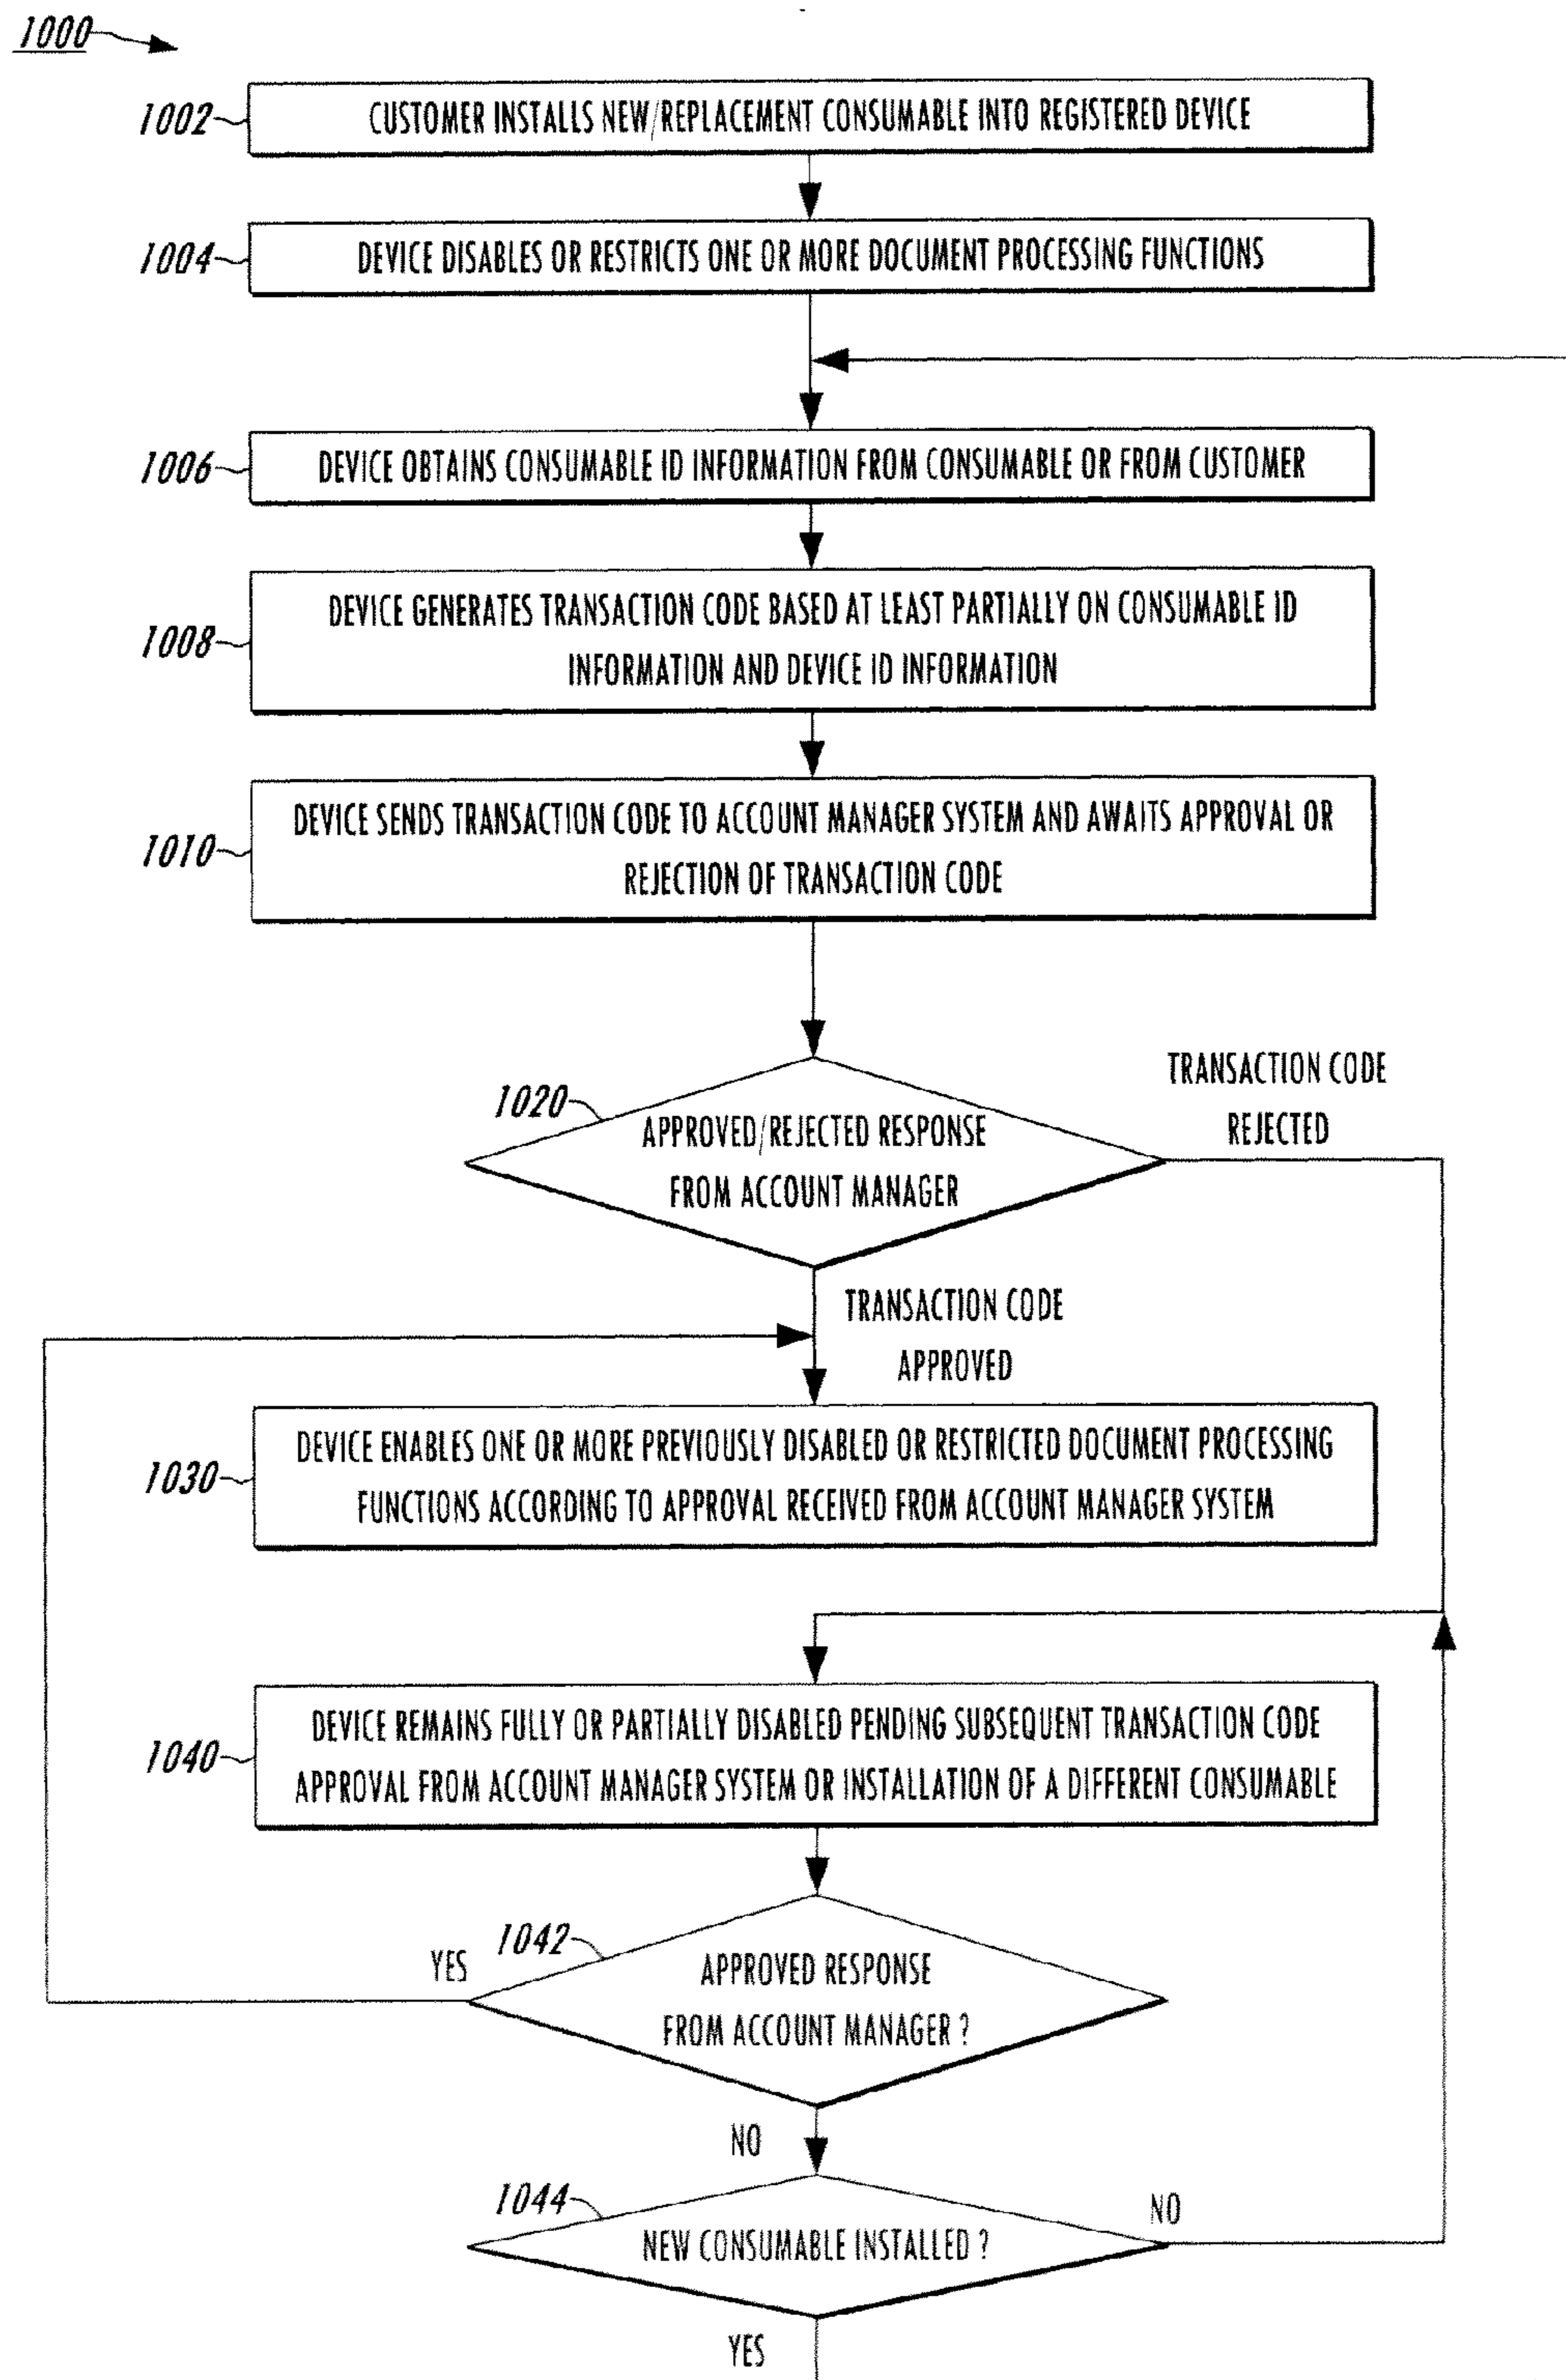 1000
1002
CUSTOMER INSTALLS NEW/REPLACEMENT CONSUMABLE INTO REGISTERED DEVICE
1004
DEVICE DISABLES OR RESTRICTS ONE OR MORE DOCUMENT PROCESSING FUNCTIONS
1006
DEVICE OBTAINS CONSUMABLE ID INFORMATION FROM CONSUMABLE OR FROM CUSTOMER
1008
DEVICE GENERATES TRANSACTION CODE BASED AT LEAST PARTIALLY ON CONSUMABLE ID
INFORMATION AND DEVICE ID INFORMATION
1010
DEVICE SENDS TRANSACTION CODE TO ACCOUNT MANAGER SYSTEM AND AWAITS APPROVAL OR
REJECTION OF TRANSACTION CODE
1020
APPROVED/REJECTED RESPONSE
FROM ACCOUNT MANAGER
TRANSACTION CODE
REJECTED
TRANSACTION CODE
APPROVED
1030
DEVICE ENABLES ONE OR MORE PREVIOUSLY DISABLED OR RESTRICTED DOCUMENT PROCESSING
FUNCTIONS ACCORDING TO APPROVAL RECEIVED FROM ACCOUNT MANAGER SYSTEM
1040
DEVICE REMAINS FULLY OR PARTIALLY DISABLED PENDING SUBSEQUENT TRANSACTION CODE
APPROVAL FROM ACCOUNT MANAGER SYSTEM OR INSTALLATION OF A DIFFERENT CONSUMABLE
YES
1042
APPROVED RESPONSE
FROM ACCOUNT MANAGER ?
NO
1044
NEW CONSUMABLE INSTALLED ?
NO
YES